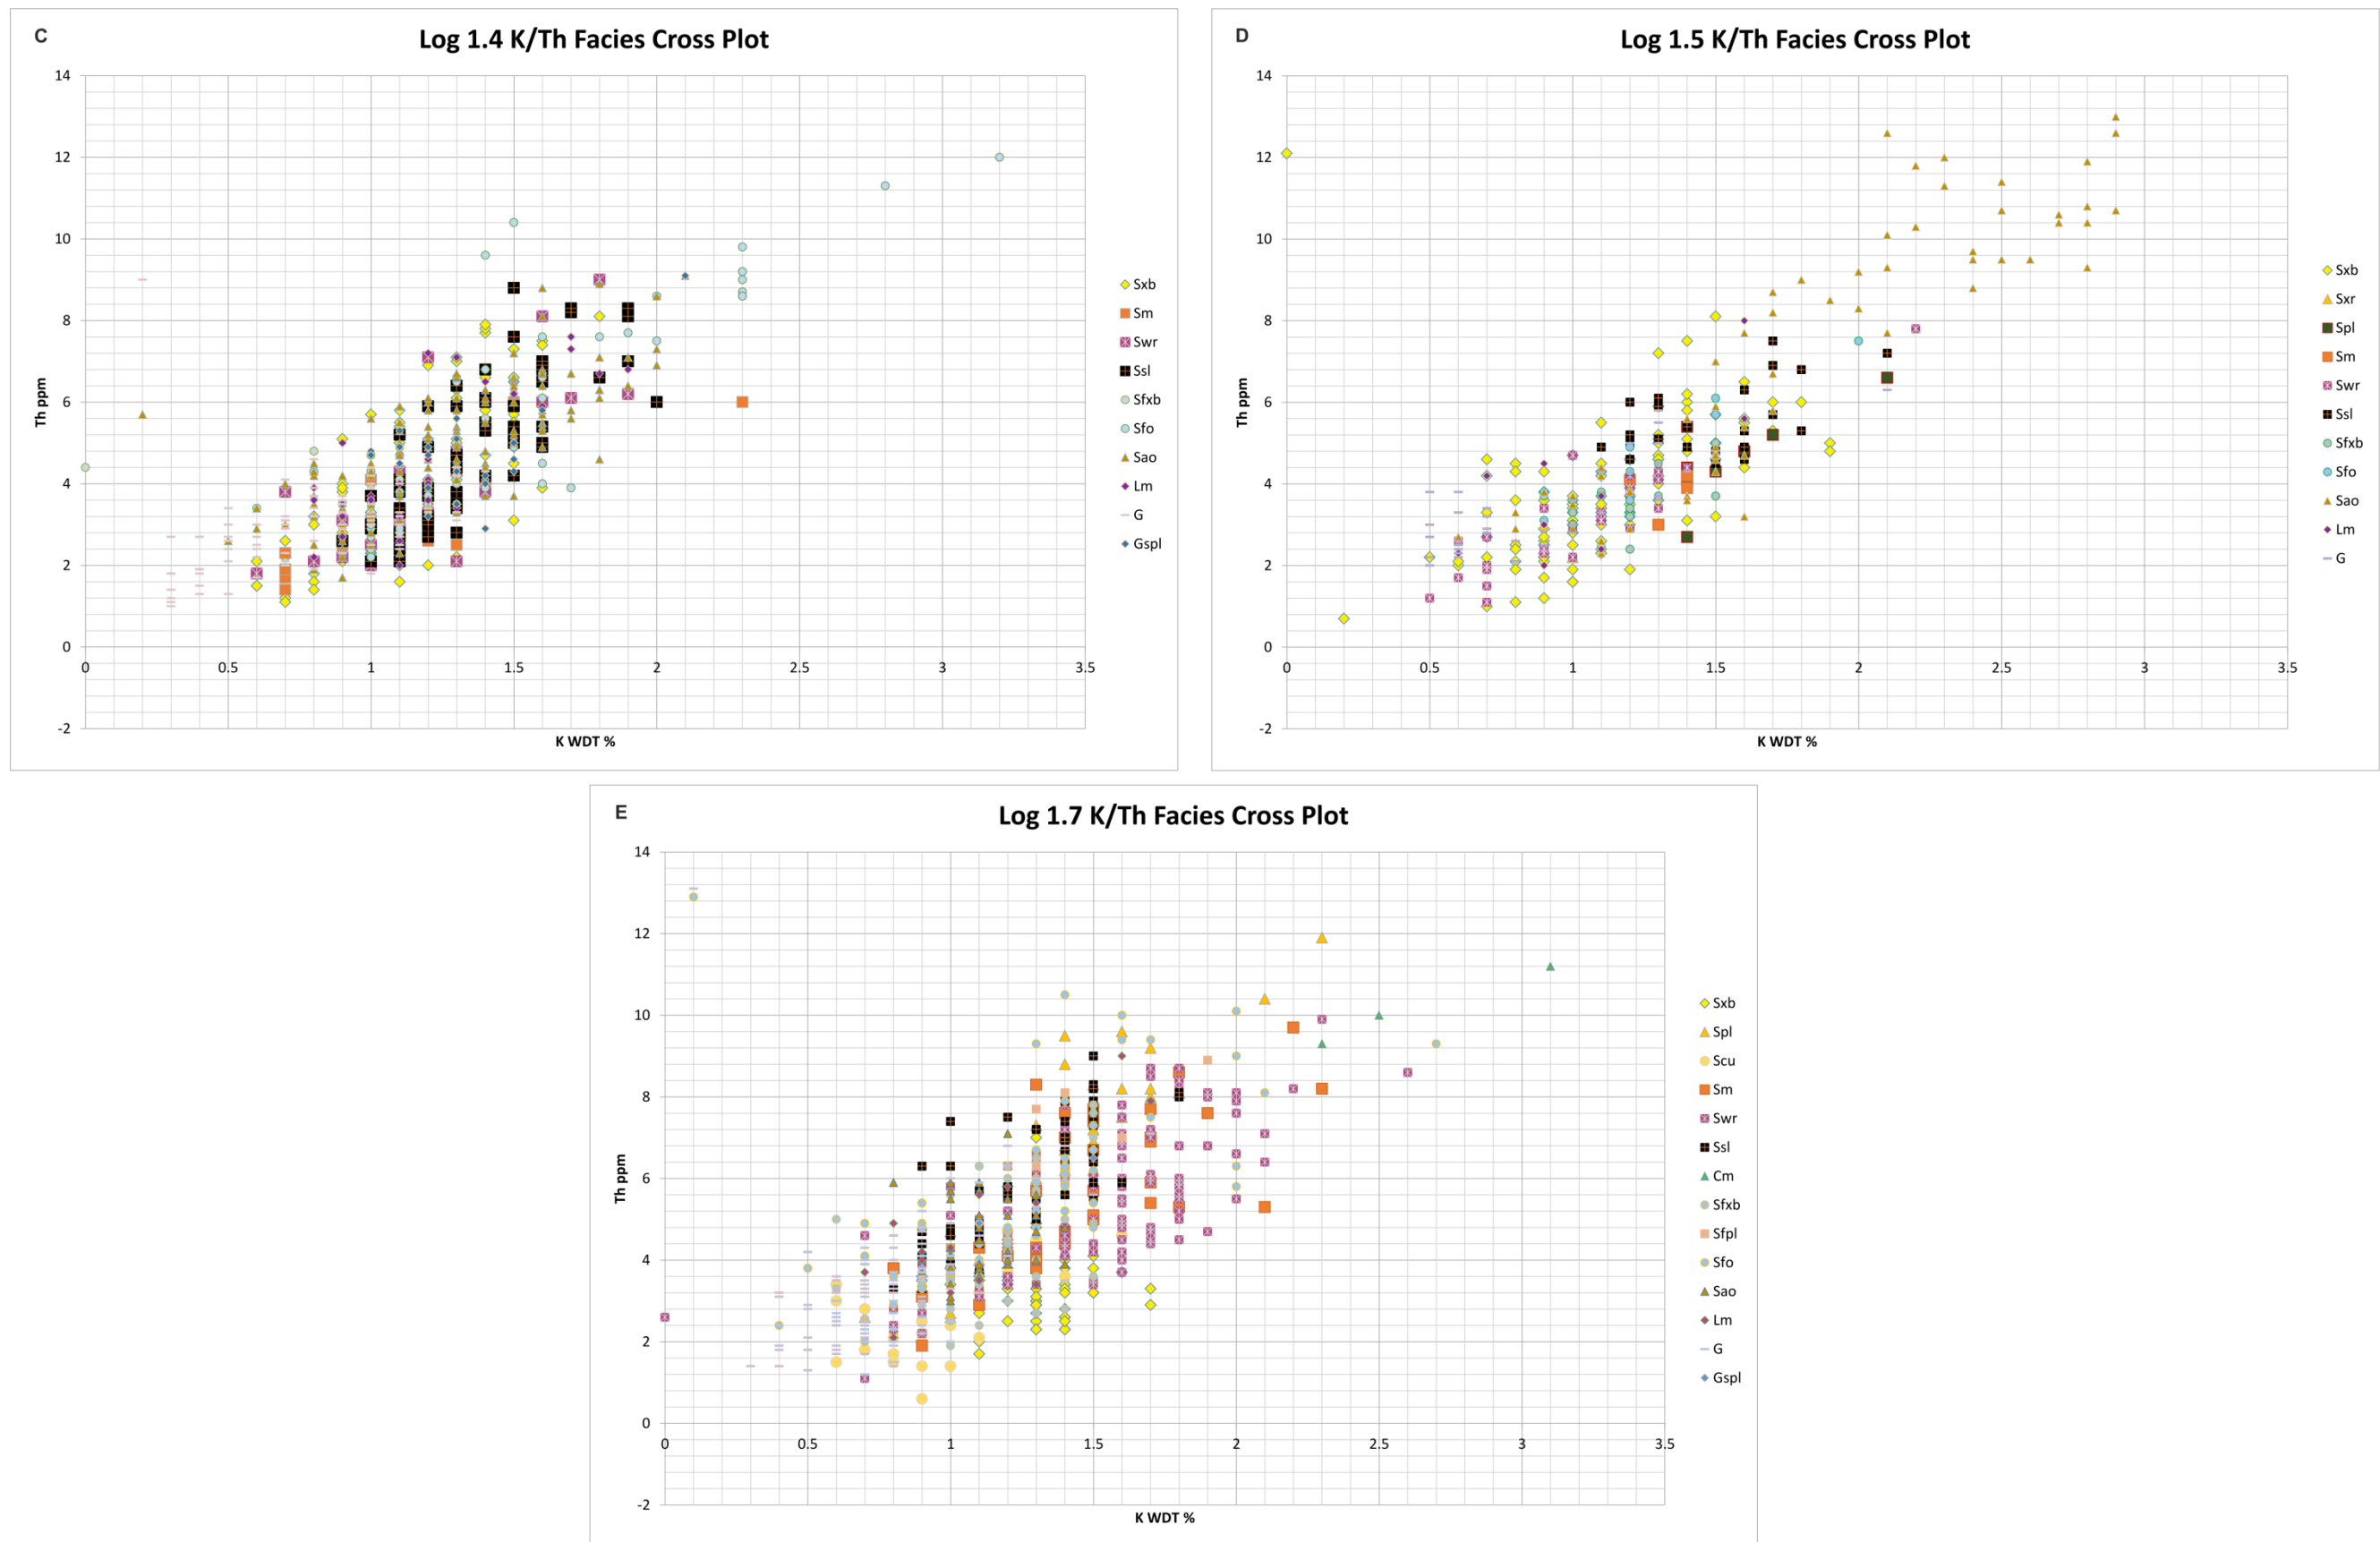 C
Log 1.4 K/Th Facies Cross Plot
14
12
10
8
6
4
2
0
-2
0 0.5 1 1.5 2 2.5 3 3.5
Th ppm
K WDT %
Sxb
Sm
Swr
Ssl
Sfxb
Sfo
Sao
Lm
G
Gspl
D
Log 1.5 K/Th Facies Cross Plot
14
12
10
8
6
4
2
0
-2
0 0.5 1 1.5 2 2.5 3 3.5
Th ppm
K WDT %
Sxb
Sxr
Spl
Sm
Swr
Ssl
Sfxb
Sfo
Sao
Lm
G
E
Log 1.7 K/Th Facies Cross Plot
14
12
10
8
6
4
2
0
-2
0 0.5 1 1.5 2 2.5 3 3.5
Th ppm
K WDT %
Sxb
Spl
Scu
Sm
Swr
Ssl
Cm
Sfxb
Sfpl
Sfo
Sao
Lm
G
Gspl